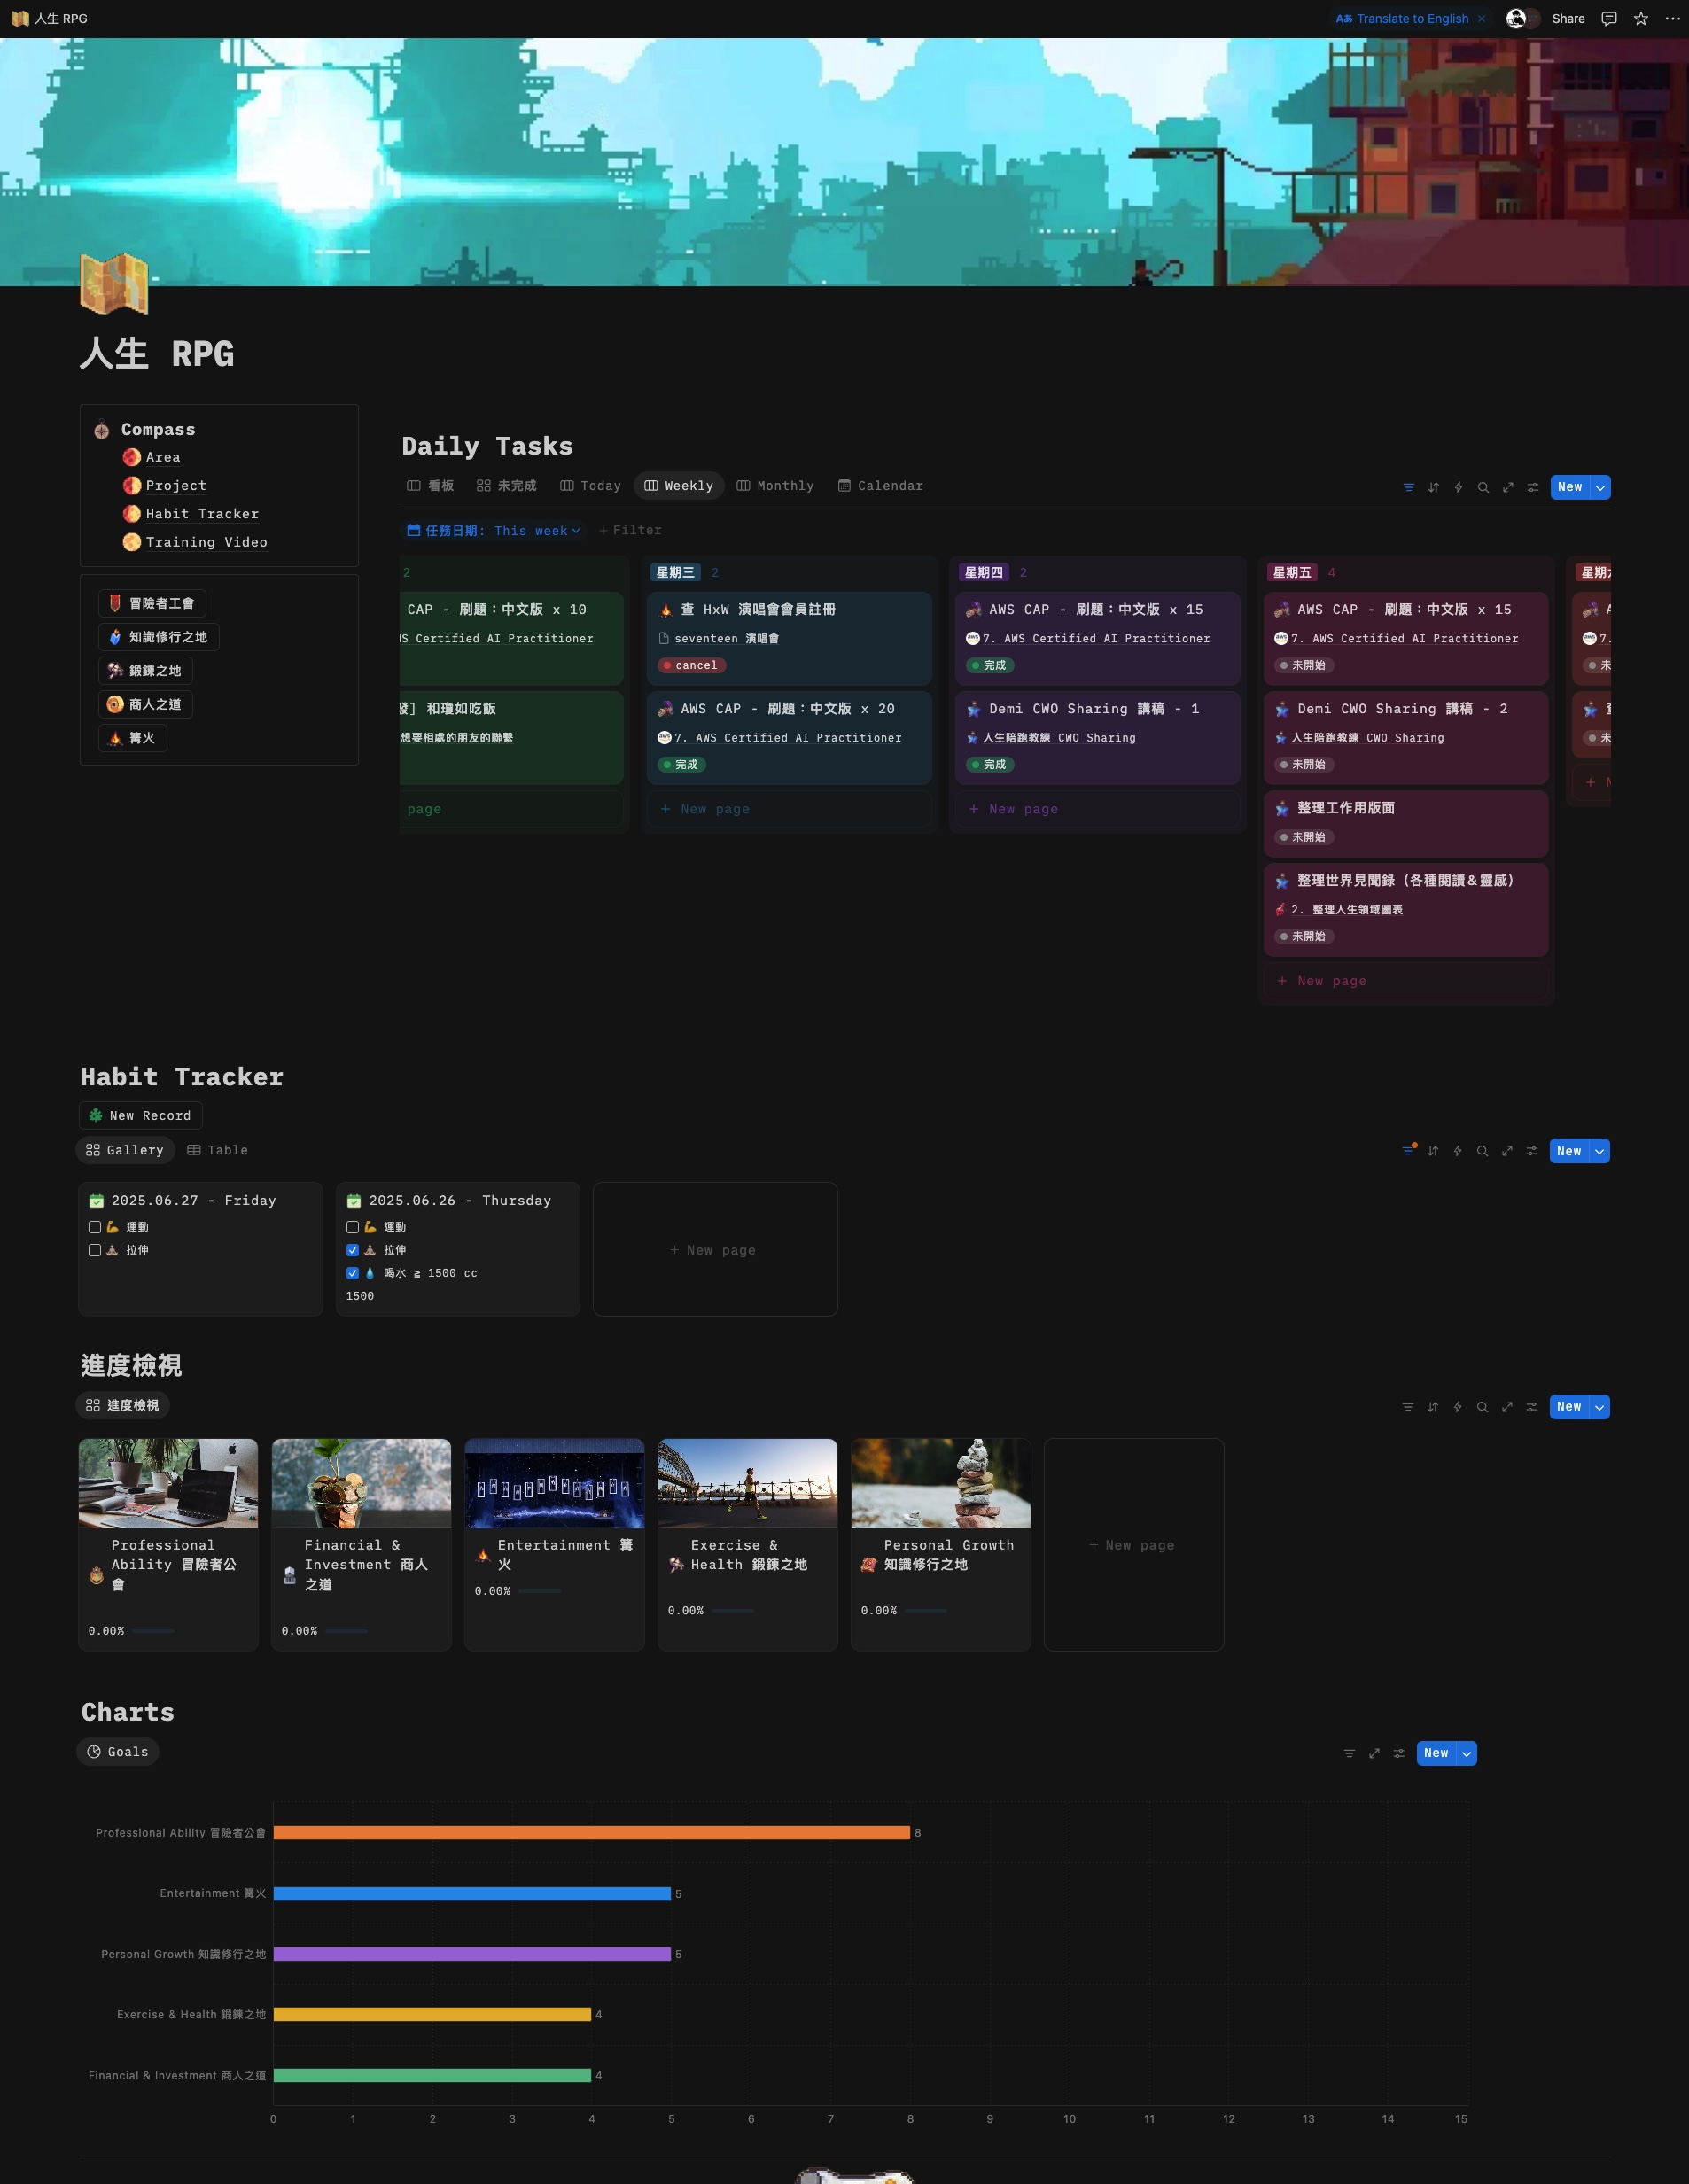 人生 RPG
Translate to English
Share
人生 RPG
Compass
Area
Project
Habit Tracker
Training Video
冒險者工會
知識修行之地
鍛鍊之地
商人之道
篝火
Daily Tasks
看板
未完成
Today
Weekly
Monthly
Calendar
New
任務日期: This week
+ Filter
2
CAP - 刷題：中文版 x 10
S Certified AI Practitioner
] 和瓊如吃飯
想要相處的朋友的聯繫
page
星期三 2
查 HxW 演唱會會員註冊
seventeen 演唱會
cancel
AWS CAP - 刷題：中文版 x 20
7. AWS Certified AI Practitioner
完成
+ New page
星期四 2
AWS CAP - 刷題：中文版 x 15
7. AWS Certified AI Practitioner
完成
Demi CWO Sharing 講稿 - 1
人生陪跑教練 CWO Sharing
完成
+ New page
星期五 4
AWS CAP - 刷題：中文版 x 15
7. AWS Certified AI Practitioner
未開始
Demi CWO Sharing 講稿 - 2
人生陪跑教練 CWO Sharing
未開始
整理工作用版面
未開始
整理世界見聞錄（各種閱讀＆靈感）
2. 整理人生領域圖表
未開始
+ New page
星期
7.
Habit Tracker
New Record
Gallery
Table
New
2025.06.27 - Friday
運動
拉伸
2025.06.26 - Thursday
運動
拉伸
喝水 ≧ 1500 cc
1500
+ New page
進度檢視
進度檢視
New
Professional
Ability 冒險者公
會
0.00%
Financial &
Investment 商人
之道
0.00%
Entertainment 篝
火
0.00%
Exercise &
Health 鍛鍊之地
0.00%
Personal Growth
知識修行之地
0.00%
+ New page
Charts
Goals
New
Professional Ability 冒險者公會 8
Entertainment 篝火 5
Personal Growth 知識修行之地 5
Exercise & Health 鍛鍊之地 4
Financial & Investment 商人之道 4
0 1 2 3 4 5 6 7 8 9 10 11 12 13 14 15